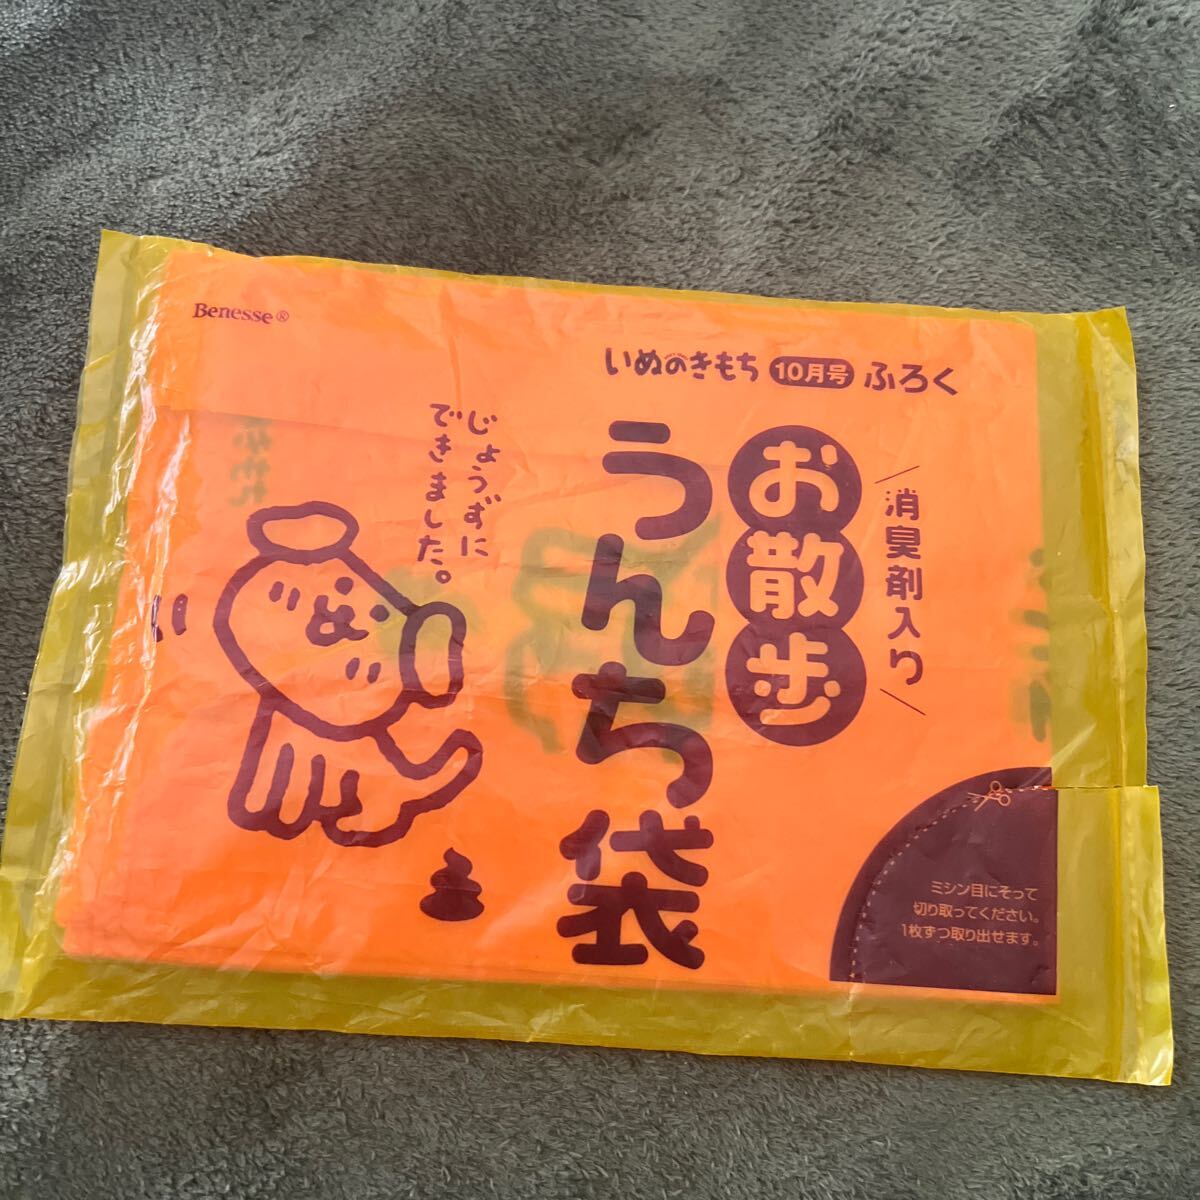 Benesse®
いぬのきもち 10月号 ふろく
消臭剤入り
お散歩
うんち袋
じょうずに
できました。
ミシン目にそって
切り取ってください。
1枚ずつ取り出せます。